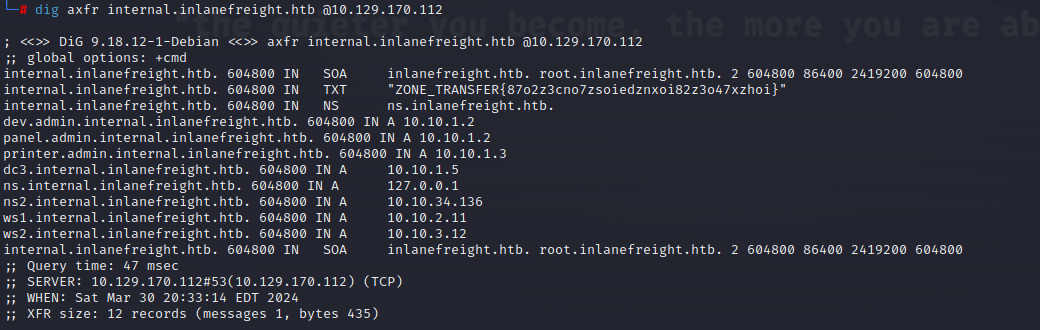 └─# dig axfr internal.inlanefreight.htb @10.129.170.112
"the quieter you become, the more you are ab
; <<>> DiG 9.18.12-1-Debian <<>> axfr internal.inlanefreight.htb @10.129.170.112
;; global options: +cmd
internal.inlanefreight.htb. 604800 IN SOA inlanefreight.htb. root.inlanefreight.htb. 2 604800 86400 2419200 604800
internal.inlanefreight.htb. 604800 IN TXT "ZONE_TRANSFER{87o2z3cno7zsoiedznxoi82z3o47xzhoi}"
internal.inlanefreight.htb. 604800 IN NS ns.inlanefreight.htb.
dev.admin.internal.inlanefreight.htb. 604800 IN A 10.10.1.2
panel.admin.internal.inlanefreight.htb. 604800 IN A 10.10.1.2
printer.admin.internal.inlanefreight.htb. 604800 IN A 10.10.1.3
dc3.internal.inlanefreight.htb. 604800 IN A 10.10.1.5
ns.internal.inlanefreight.htb. 604800 IN A 127.0.0.1
ns2.internal.inlanefreight.htb. 604800 IN A 10.10.34.136
ws1.internal.inlanefreight.htb. 604800 IN A 10.10.2.11
ws2.internal.inlanefreight.htb. 604800 IN A 10.10.3.12
internal.inlanefreight.htb. 604800 IN SOA inlanefreight.htb. root.inlanefreight.htb. 2 604800 86400 2419200 604800
;; Query time: 47 msec
;; SERVER: 10.129.170.112#53(10.129.170.112) (TCP)
;; WHEN: Sat Mar 30 20:33:14 EDT 2024
;; XFR size: 12 records (messages 1, bytes 435)